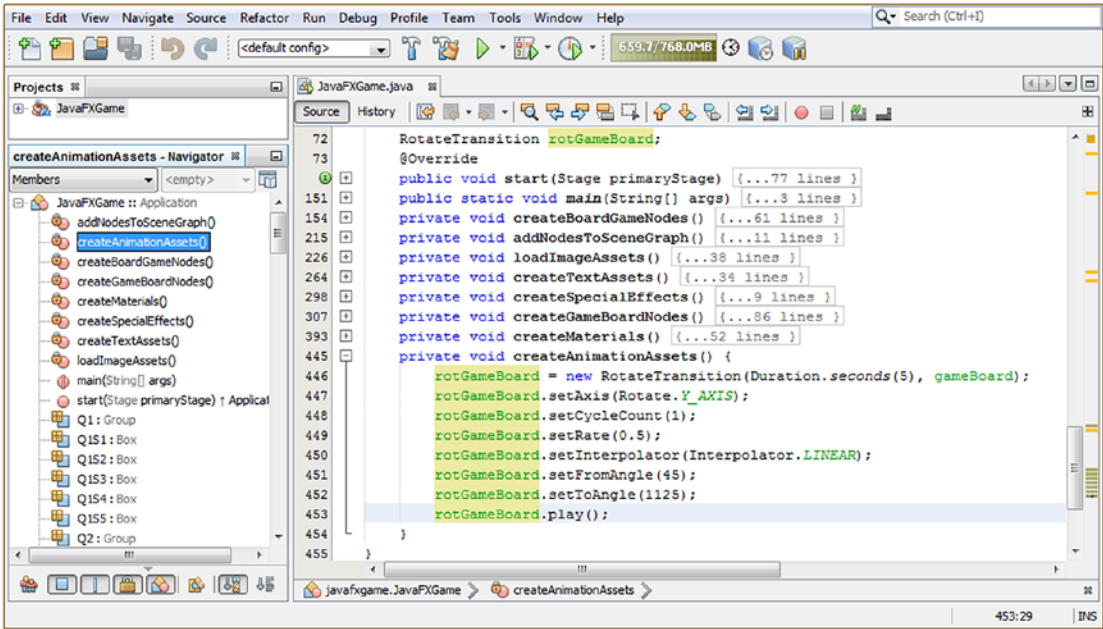 File Edit View Navigate Source Refactor Run Debug Profile Team Tools Window Help
Search (Ctrl+I)
<default config>
659.7/768.0MB
Projects
JavaFXGame
createAnimationAssets - Navigator
Members
<empty>
JavaFXGame :: Application
addNodesToSceneGraph()
createAnimationAssets()
createBoardGameNodes()
createGameBoardNodes()
createMaterials()
createSpecialEffects()
createTextAssets()
loadImageAssets()
main(String[] args)
start(Stage primaryStage) ↑ Applicat
Q1 : Group
Q1S1 : Box
Q1S2 : Box
Q1S3 : Box
Q1S4 : Box
Q1S5 : Box
Q2 : Group
JavaFXGame.java
Source History
72 RotateTransition rotGameBoard;
73 @Override
public void start(Stage primaryStage) {...77 lines }
151 public static void main(String[] args) {...3 lines }
154 private void createBoardGameNodes() {...61 lines }
215 private void addNodesToSceneGraph() {...11 lines }
226 private void loadImageAssets() {...38 lines }
264 private void createTextAssets() {...34 lines }
298 private void createSpecialEffects() {...9 lines }
307 private void createGameBoardNodes() {...86 lines }
393 private void createMaterials() {...52 lines }
445 private void createAnimationAssets() {
446 rotGameBoard = new RotateTransition(Duration.seconds(5), gameBoard);
447 rotGameBoard.setAxis(Rotate.Y_AXIS);
448 rotGameBoard.setCycleCount(1);
449 rotGameBoard.setRate(0.5);
450 rotGameBoard.setInterpolator(Interpolator.LINEAR);
451 rotGameBoard.setFromAngle(45);
452 rotGameBoard.setToAngle(1125);
453 rotGameBoard.play();
454 }
455 }
javafxgame.JavaFXGame
createAnimationAssets
453:29
INS